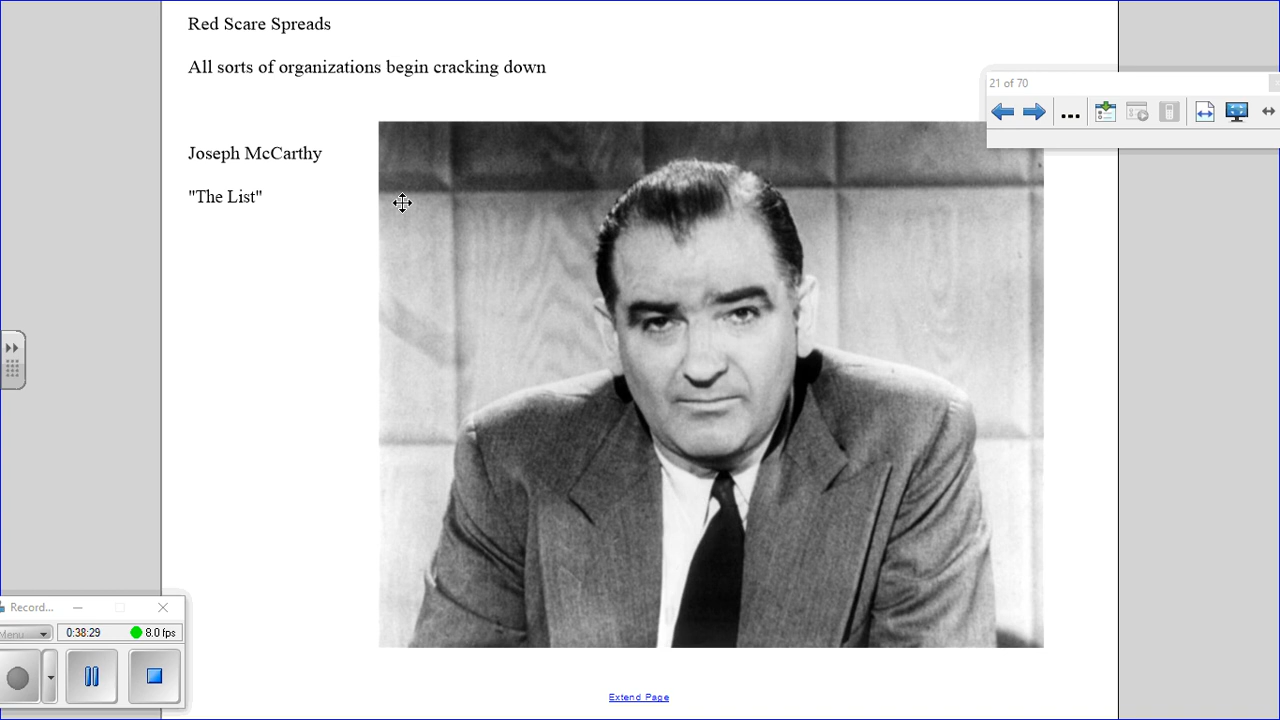 Red Scare Spreads
All sorts of organizations begin cracking down
21 of 70
Joseph McCarthy
"The List"
Record...
Menu
0:38:29
8.0 fps
Extend Page